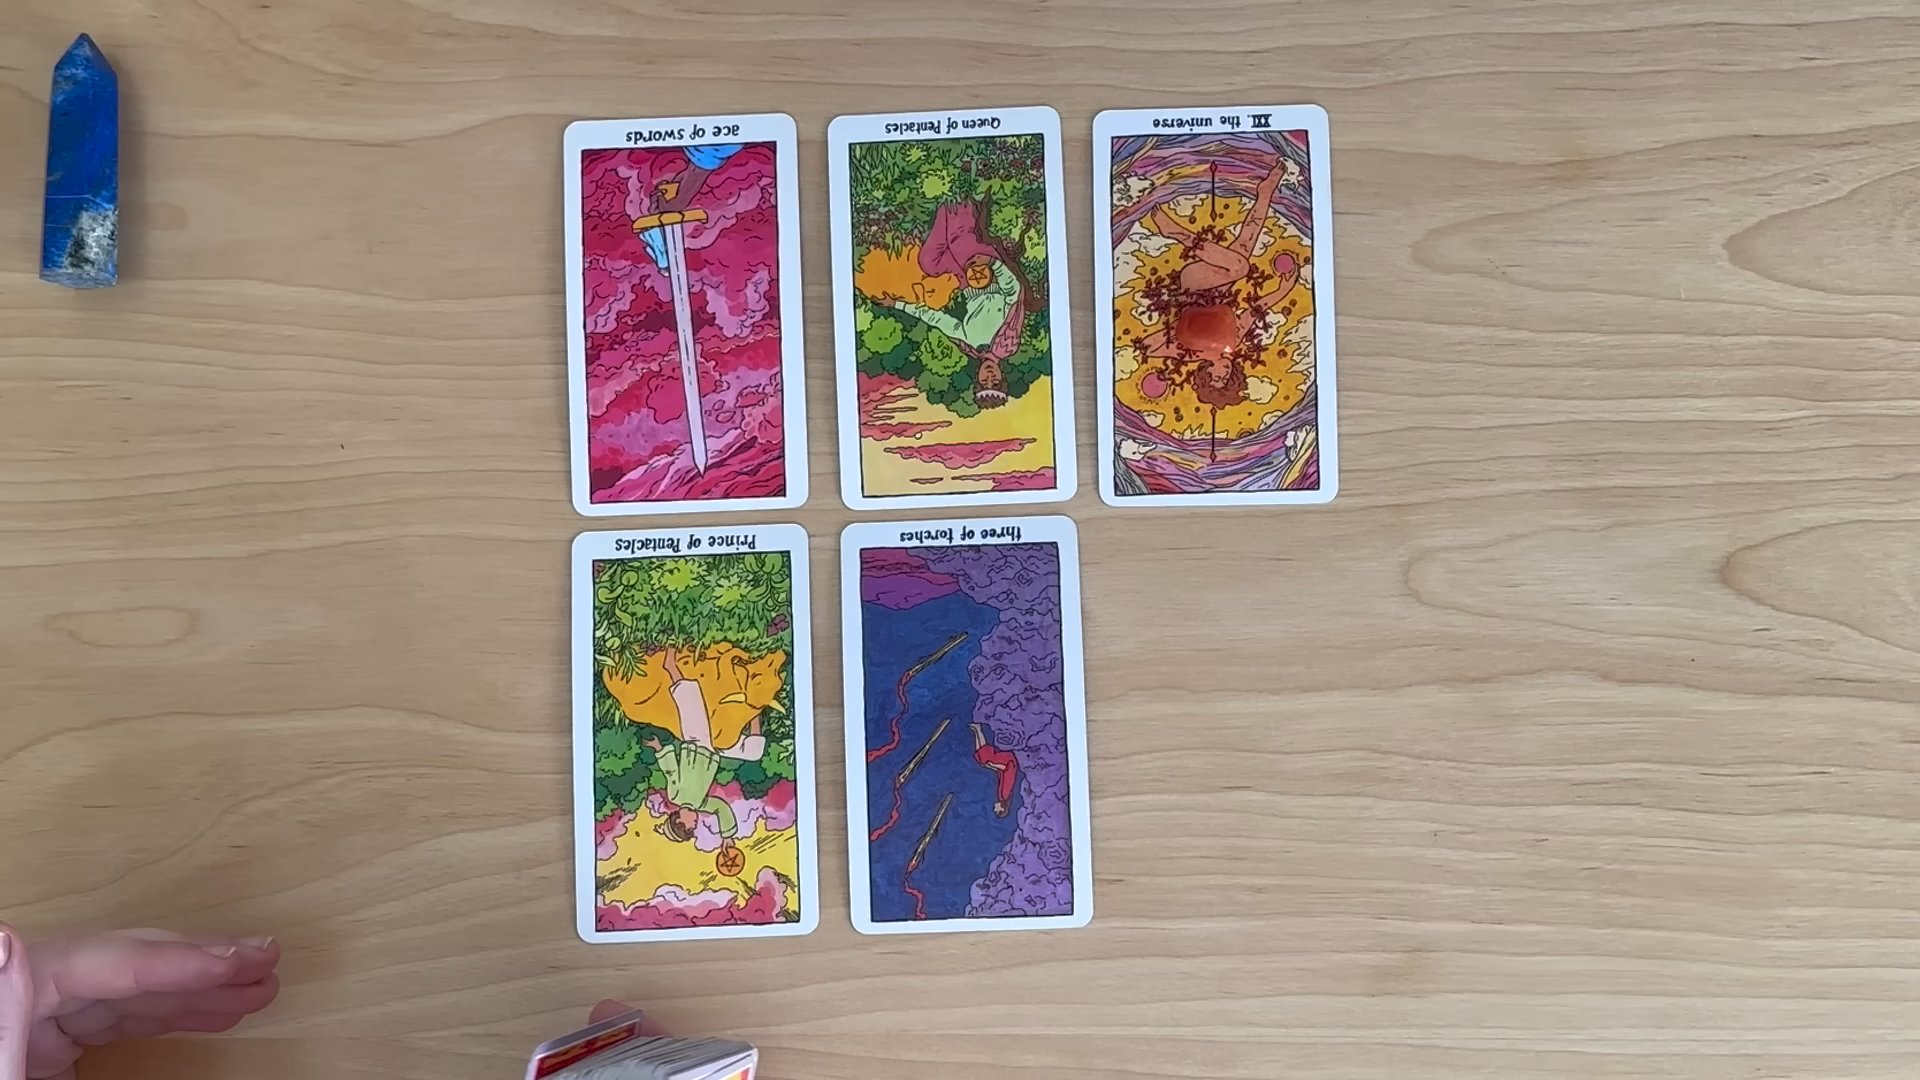 ace of swords
Queen of Pentacles
XXI. the universe
Prince of Pentacles
three of torches